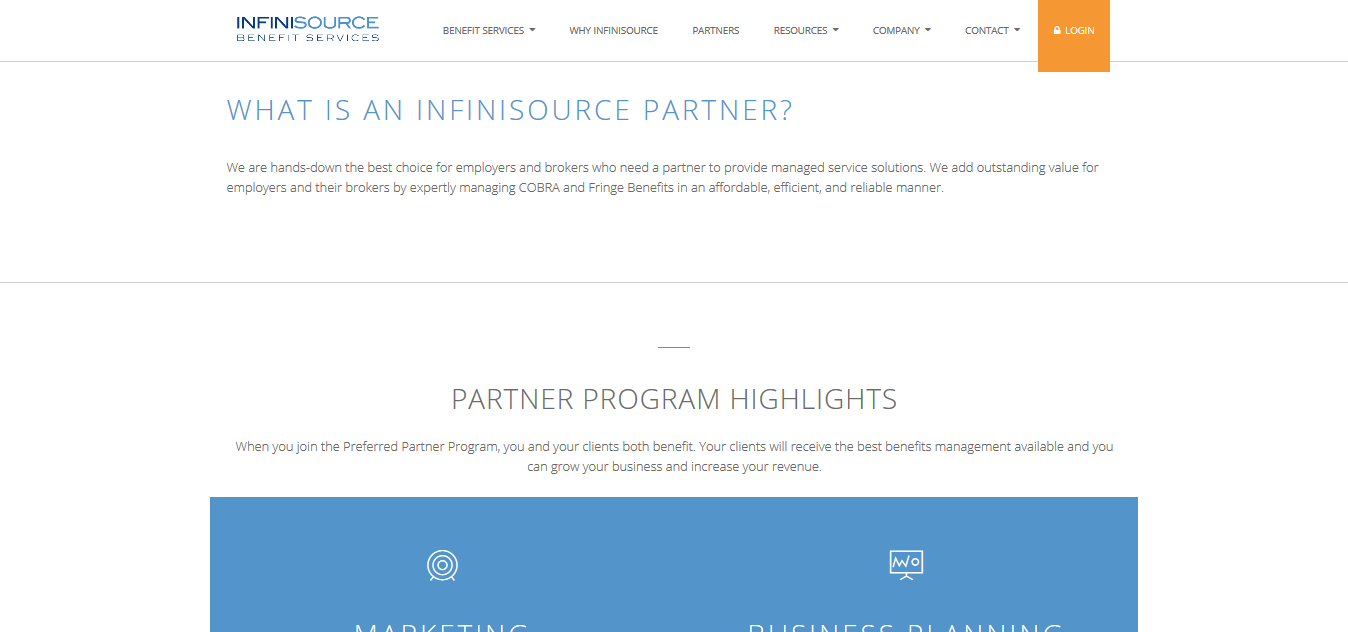 INFINISOURCE
BENEFIT SERVICES
BENEFIT SERVICES
WHY INFINISOURCE
PARTNERS
RESOURCES
COMPANY
CONTACT
LOGIN
WHAT IS AN INFINISOURCE PARTNER?
We are hands-down the best choice for employers and brokers who need a partner to provide managed service solutions. We add outstanding value for
employers and their brokers by expertly managing COBRA and Fringe Benefits in an affordable, efficient, and reliable manner.
PARTNER PROGRAM HIGHLIGHTS
When you join the Preferred Partner Program, you and your clients both benefit. Your clients will receive the best benefits management available and you
can grow your business and increase your revenue.
MARKETING
BUSINESS PLANNING